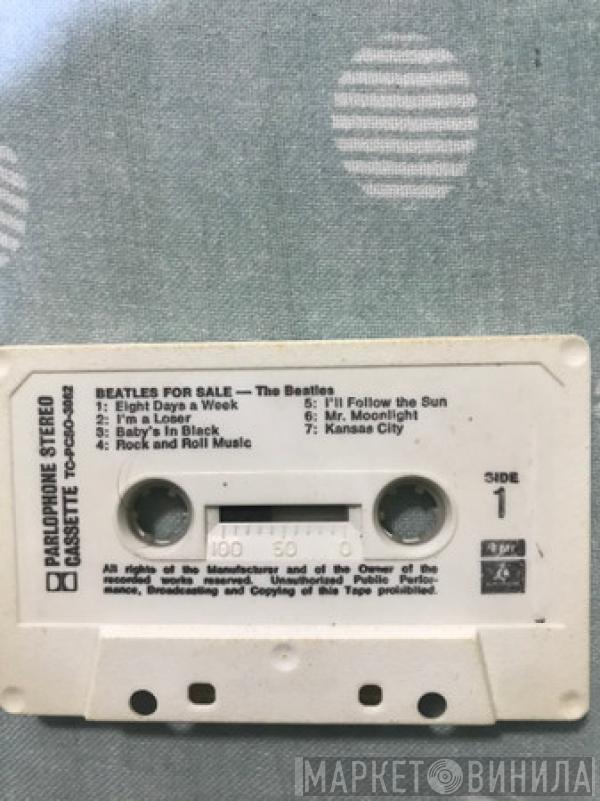 BEATLES FOR SALE — The Beatles
1: Eight Days a Week
2: I'm a Loser
3: Baby's In Black
4: Rock and Roll Music
5: I'll Follow the Sun
6: Mr. Moonlight
7: Kansas City
PARLOPHONE STEREO
CASSETTE TC-PCSO-3062
SIDE
1
100 50 0
All rights of the Manufacturer and of the Owner of the
recorded works reserved. Unauthorized Public Perfor-
mance, Broadcasting and Copying of this Tape prohibited.
МАРКЕТ ВИНИЛА